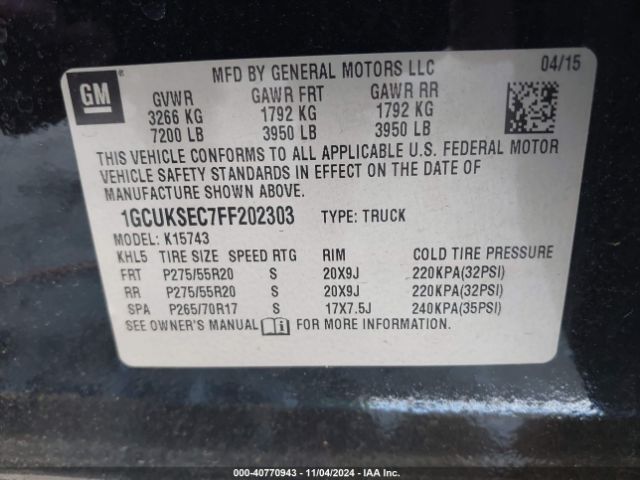 MFD BY GENERAL MOTORS LLC 04/15
GM
GVWR GAWR FRT GAWR RR
3266 KG 1792 KG 1792 KG
7200 LB 3950 LB 3950 LB
THIS VEHICLE CONFORMS TO ALL APPLICABLE U.S. FEDERAL MOTOR
VEHICLE SAFETY STANDARDS IN EFFECT ON THE DATE OF
MANUFACTURE SHOWN ABOVE.
1GCUKSEC7FF202303 TYPE: TRUCK
MODEL: K15743
KHL5 TIRE SIZE SPEED RTG RIM COLD TIRE PRESSURE
FRT P275/55R20 S 20X9J 220KPA(32PSI)
RR P275/55R20 S 20X9J 220KPA(32PSI)
SPA P265/70R17 S 17X7.5J 240KPA(35PSI)
SEE OWNER'S MANUAL FOR MORE INFORMATION.
000-40770943 - 11/04/2024 - IAA Inc.